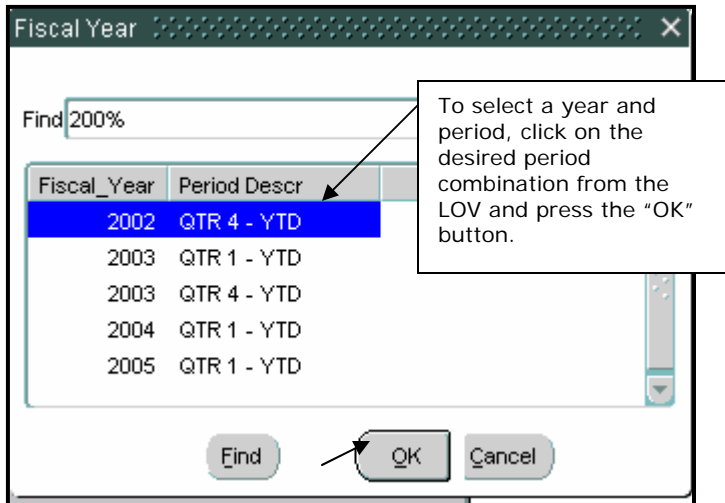 Fiscal Year
Find 200%
To select a year and
period, click on the
desired period
combination from the
LOV and press the “OK”
button.
Fiscal_Year Period Descr
2002 QTR 4 - YTD
2003 QTR 1 - YTD
2003 QTR 4 - YTD
2004 QTR 1 - YTD
2005 QTR 1 - YTD
Find OK Cancel